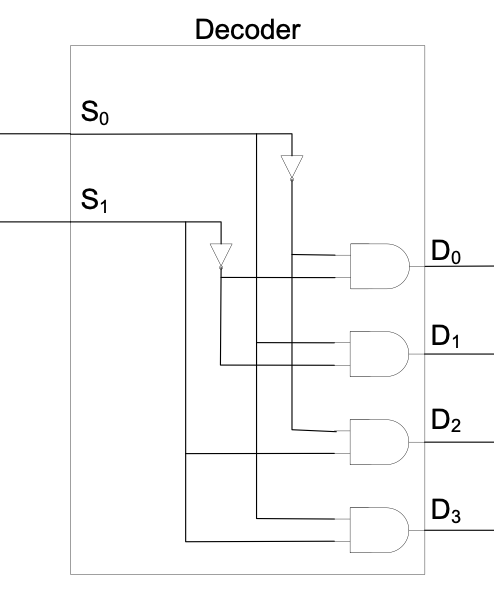 Decoder
S₀
S₁
D₀
D₁
D₂
D₃